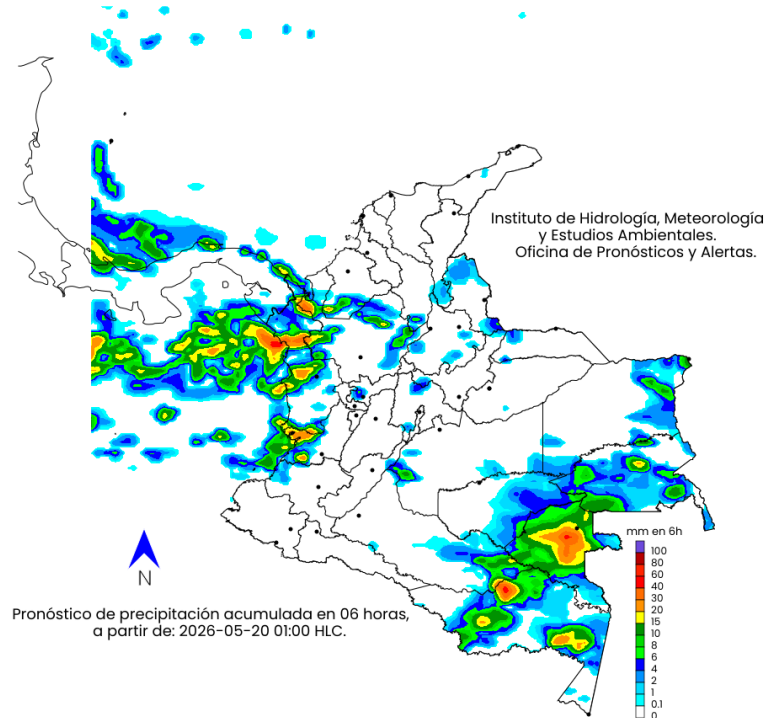 Instituto de Hidrología, Meteorología
y Estudios Ambientales.
Oficina de Pronósticos y Alertas.
mm en 6h
100
80
60
40
30
20
15
10
8
6
4
2
1
0.1
0
N
Pronóstico de precipitación acumulada en 06 horas,
a partir de: 2026-05-20 01:00 HLC.